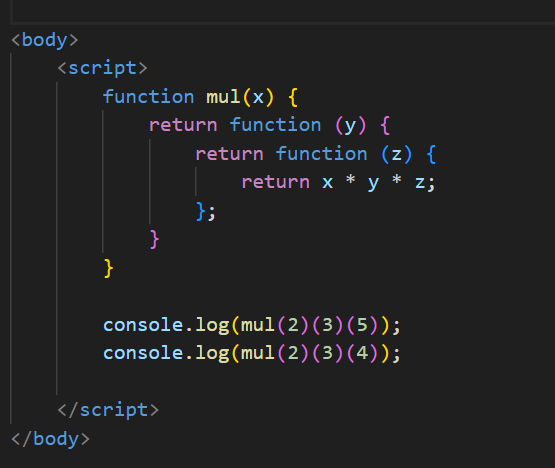 <body>
<script>
function mul(x) {
return function (y) {
return function (z) {
return x * y * z;
};
}
}
console.log(mul(2)(3)(5));
console.log(mul(2)(3)(4));
</script>
</body>